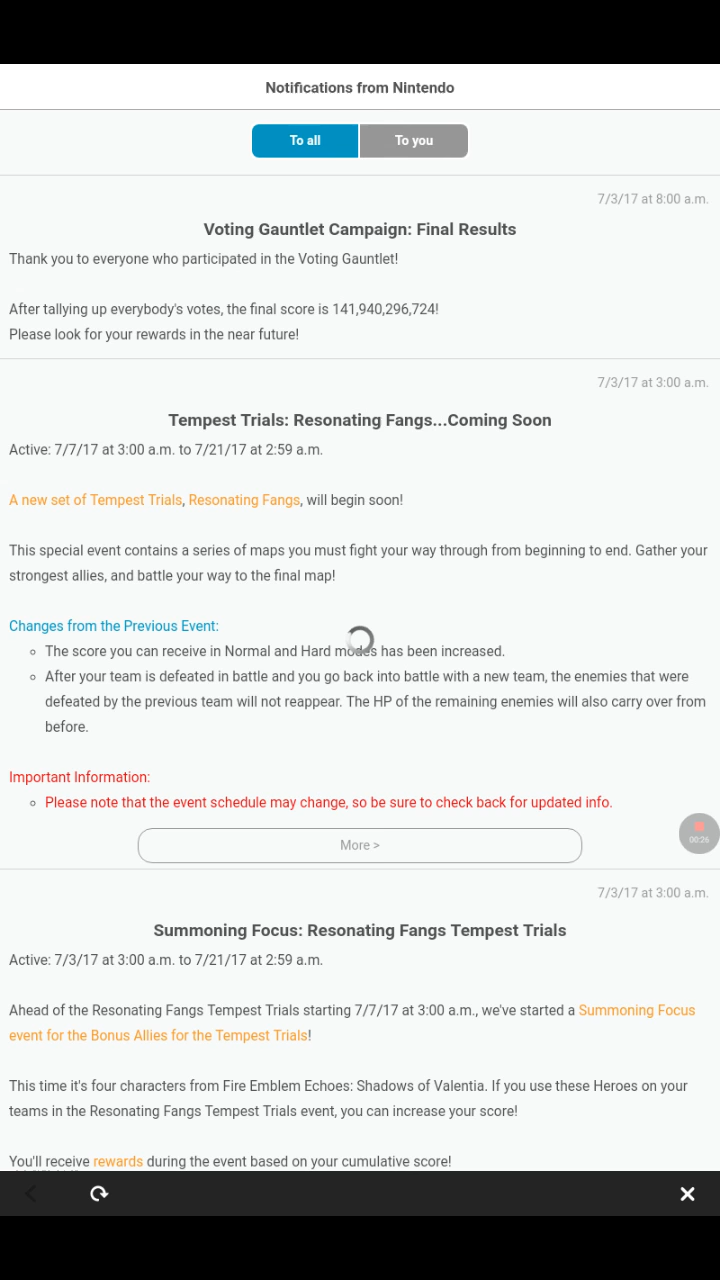 Notifications from Nintendo
To all
To you
7/3/17 at 8:00 a.m.
Voting Gauntlet Campaign: Final Results
Thank you to everyone who participated in the Voting Gauntlet!
After tallying up everybody's votes, the final score is 141,940,296,724!
Please look for your rewards in the near future!
7/3/17 at 3:00 a.m.
Tempest Trials: Resonating Fangs...Coming Soon
Active: 7/7/17 at 3:00 a.m. to 7/21/17 at 2:59 a.m.
A new set of Tempest Trials, Resonating Fangs, will begin soon!
This special event contains a series of maps you must fight your way through from beginning to end. Gather your
strongest allies, and battle your way to the final map!
Changes from the Previous Event:
The score you can receive in Normal and Hard modes has been increased.
After your team is defeated in battle and you go back into battle with a new team, the enemies that were
defeated by the previous team will not reappear. The HP of the remaining enemies will also carry over from
before.
Important Information:
Please note that the event schedule may change, so be sure to check back for updated info.
More >
00:26
7/3/17 at 3:00 a.m.
Summoning Focus: Resonating Fangs Tempest Trials
Active: 7/3/17 at 3:00 a.m. to 7/21/17 at 2:59 a.m.
Ahead of the Resonating Fangs Tempest Trials starting 7/7/17 at 3:00 a.m., we've started a Summoning Focus
event for the Bonus Allies for the Tempest Trials!
This time it's four characters from Fire Emblem Echoes: Shadows of Valentia. If you use these Heroes on your
teams in the Resonating Fangs Tempest Trials event, you can increase your score!
You'll receive rewards during the event based on your cumulative score!